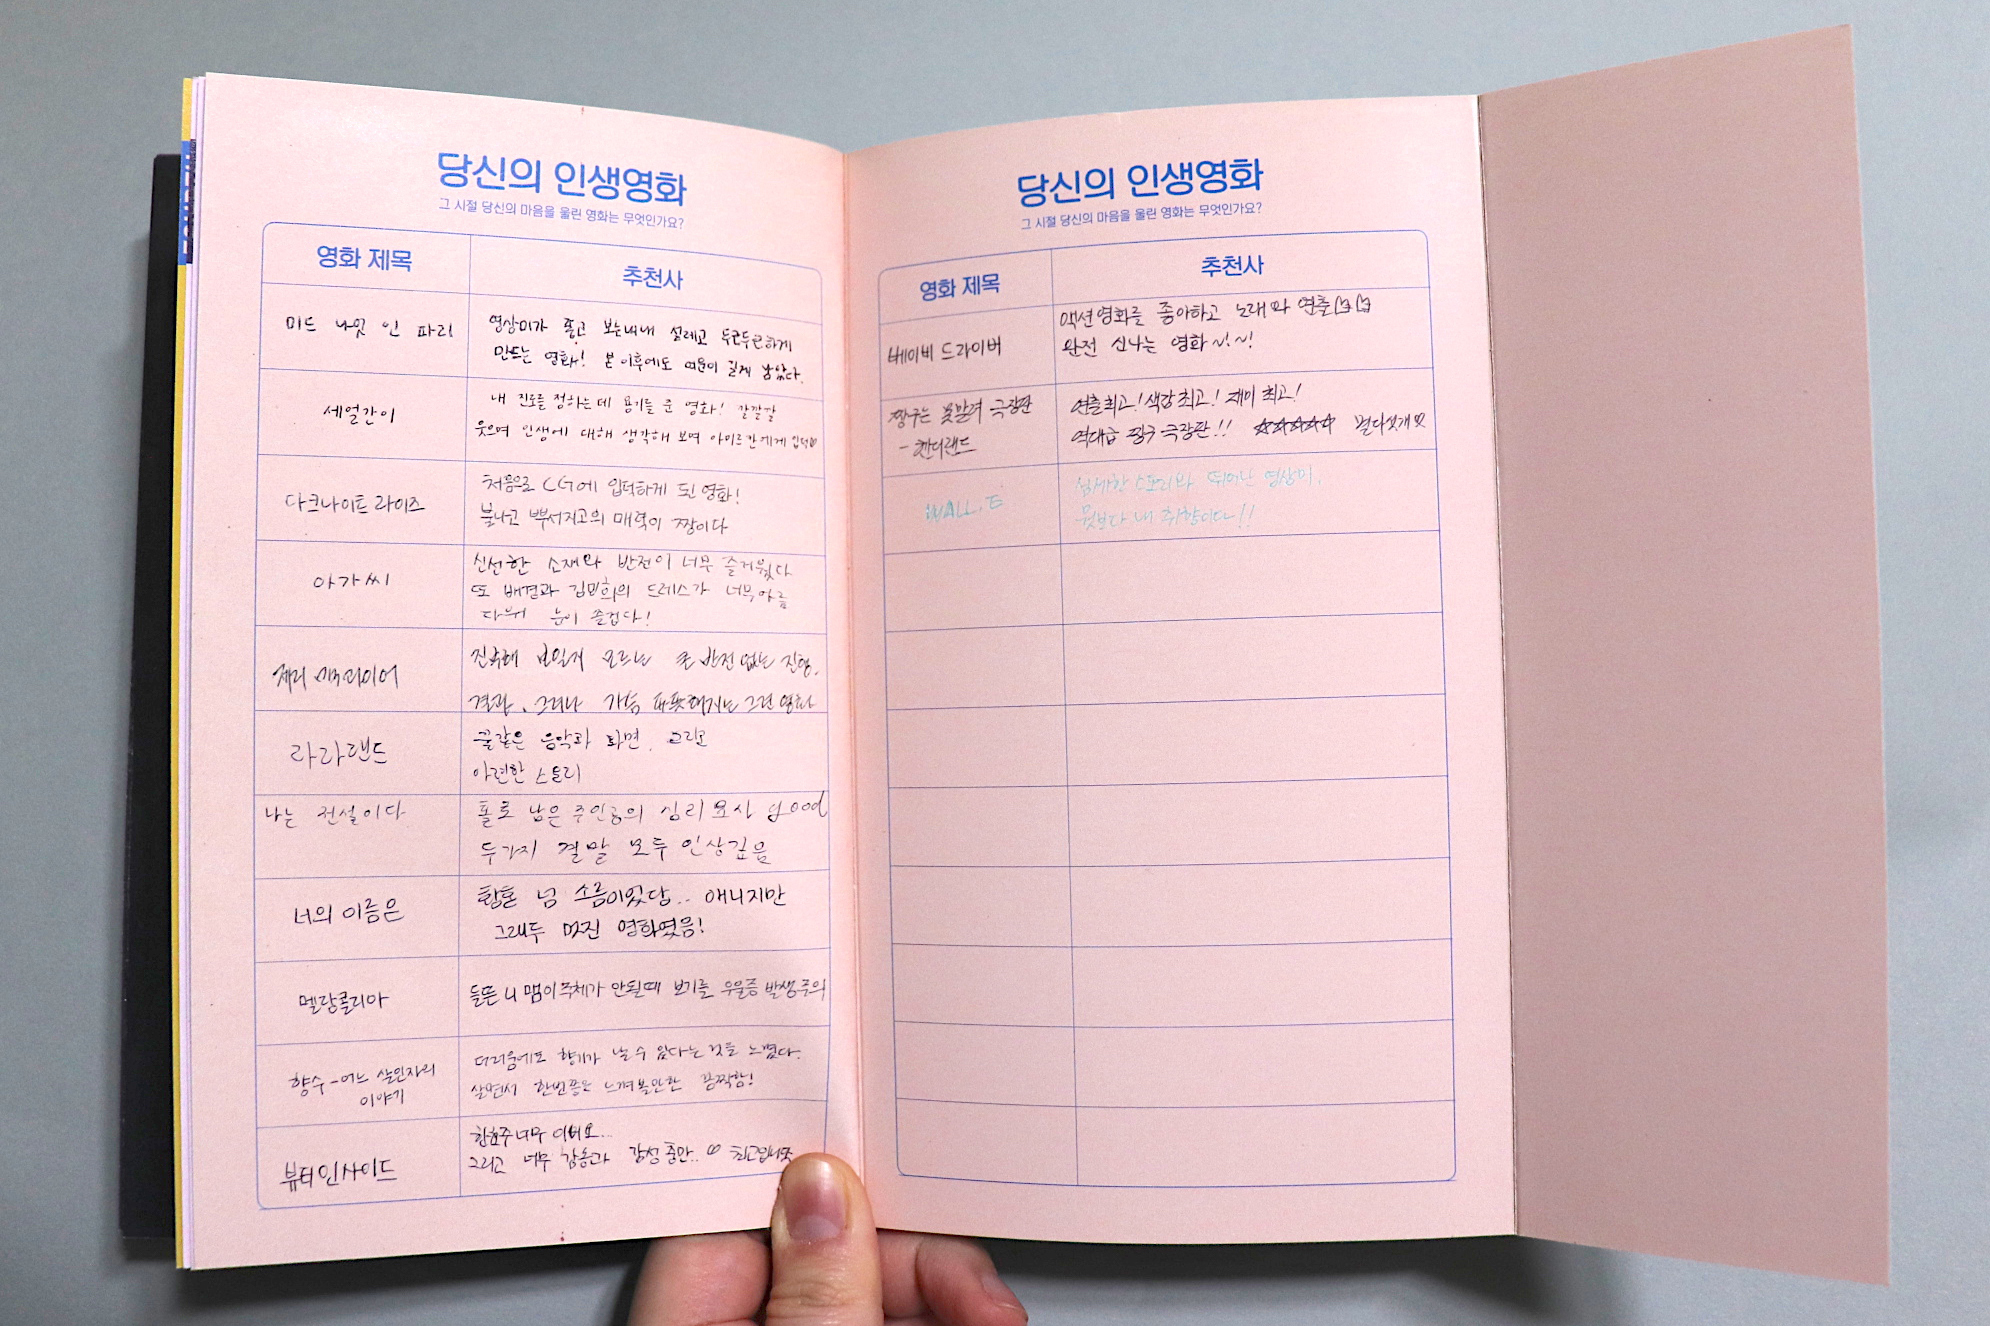 당신의 인생영화
그 시절 당신의 마음을 울린 영화는 무엇인가요?
영화 제목
추천사
미드 나잇 인 파리
영상미가 좋고 보는내내 설레고 두근두근하게
만드는 영화! 본 이후에도 여운이 길게 남았다.
세얼간이
내 진로를 정하는데 용기를 준 영화! 깔깔깔
웃으며 인생에 대해 생각해 보며 아미르칸에게 입덕
다크나이트 라이즈
처음으로 CG에 입덕하게 된 영화!
불나고 뿌서지고의 매력이 짱이다
아가씨
신선한 소재와 반전이 너무 즐거웠다
또 배경과 김민희의 드레스가 너무아름
다워 눈이 즐겁다!
제리 맥과이어
진부해 보일지 모르는 큰 반전 없는 진행,
결과, 그러나 가슴 따뜻해지는 그런 영화
라라랜드
꿀같은 음악과 화면, 그리고
아련한 스토리
나는 전설이다
홀로 남은 주인공의 심리 묘사 good
두가지 결말 모두 인상깊음
너의 이름은
황혼 넘 소름이었당.. 애니지만
그래두 멋진 영화였음!
멜랑콜리아
들뜬 니 맴이 주체가 안될때 보기를 우울증 발생주의
향수-어느 살인자의
이야기
더러움에도 향기가 날 수 있다는 것을 느꼈다.
살면서 한번쯤은 느껴볼만한 끔찍함!
뷰티인사이드
한효주너무 이뻐요...
그리고 너무 감동과 감성 충만..♡
당신의 인생영화
그 시절 당신의 마음을 울린 영화는 무엇인가요?
영화 제목
추천사
베이비 드라이버
액션영화를 좋아하고 노래와 연출
완전 신나는 영화~!~!
짱구는 못말려 극장판
- 핸더랜드
연출최고! 색감최고! 재미최고!
역대급 짱구 극장판!! ☆☆☆☆☆ 별다섯개
WALL.E
섬세한 스토리와 뛰어난 영상미,
뭣보다 내 취향이다!!